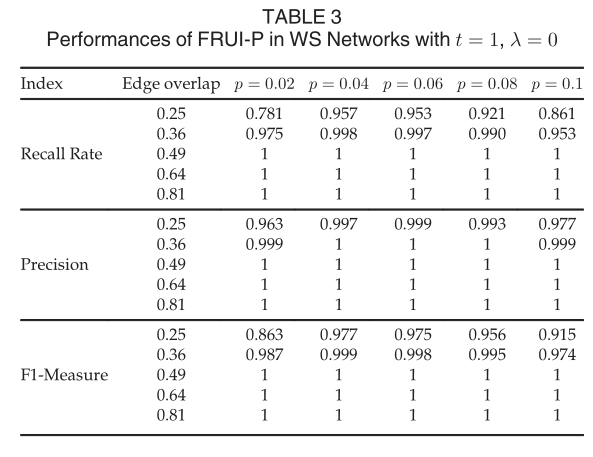 TABLE 3
Performances of FRUI-P in WS Networks with t = 1, λ = 0
Index Edge overlap p = 0.02 p = 0.04 p = 0.06 p = 0.08 p = 0.1
0.25 0.781 0.957 0.953 0.921 0.861
0.36 0.975 0.998 0.997 0.990 0.953
Recall Rate 0.49 1 1 1 1 1
0.64 1 1 1 1 1
0.81 1 1 1 1 1
0.25 0.963 0.997 0.999 0.993 0.977
0.36 0.999 1 1 1 0.999
Precision 0.49 1 1 1 1 1
0.64 1 1 1 1 1
0.81 1 1 1 1 1
0.25 0.863 0.977 0.975 0.956 0.915
0.36 0.987 0.999 0.998 0.995 0.974
F1-Measure 0.49 1 1 1 1 1
0.64 1 1 1 1 1
0.81 1 1 1 1 1